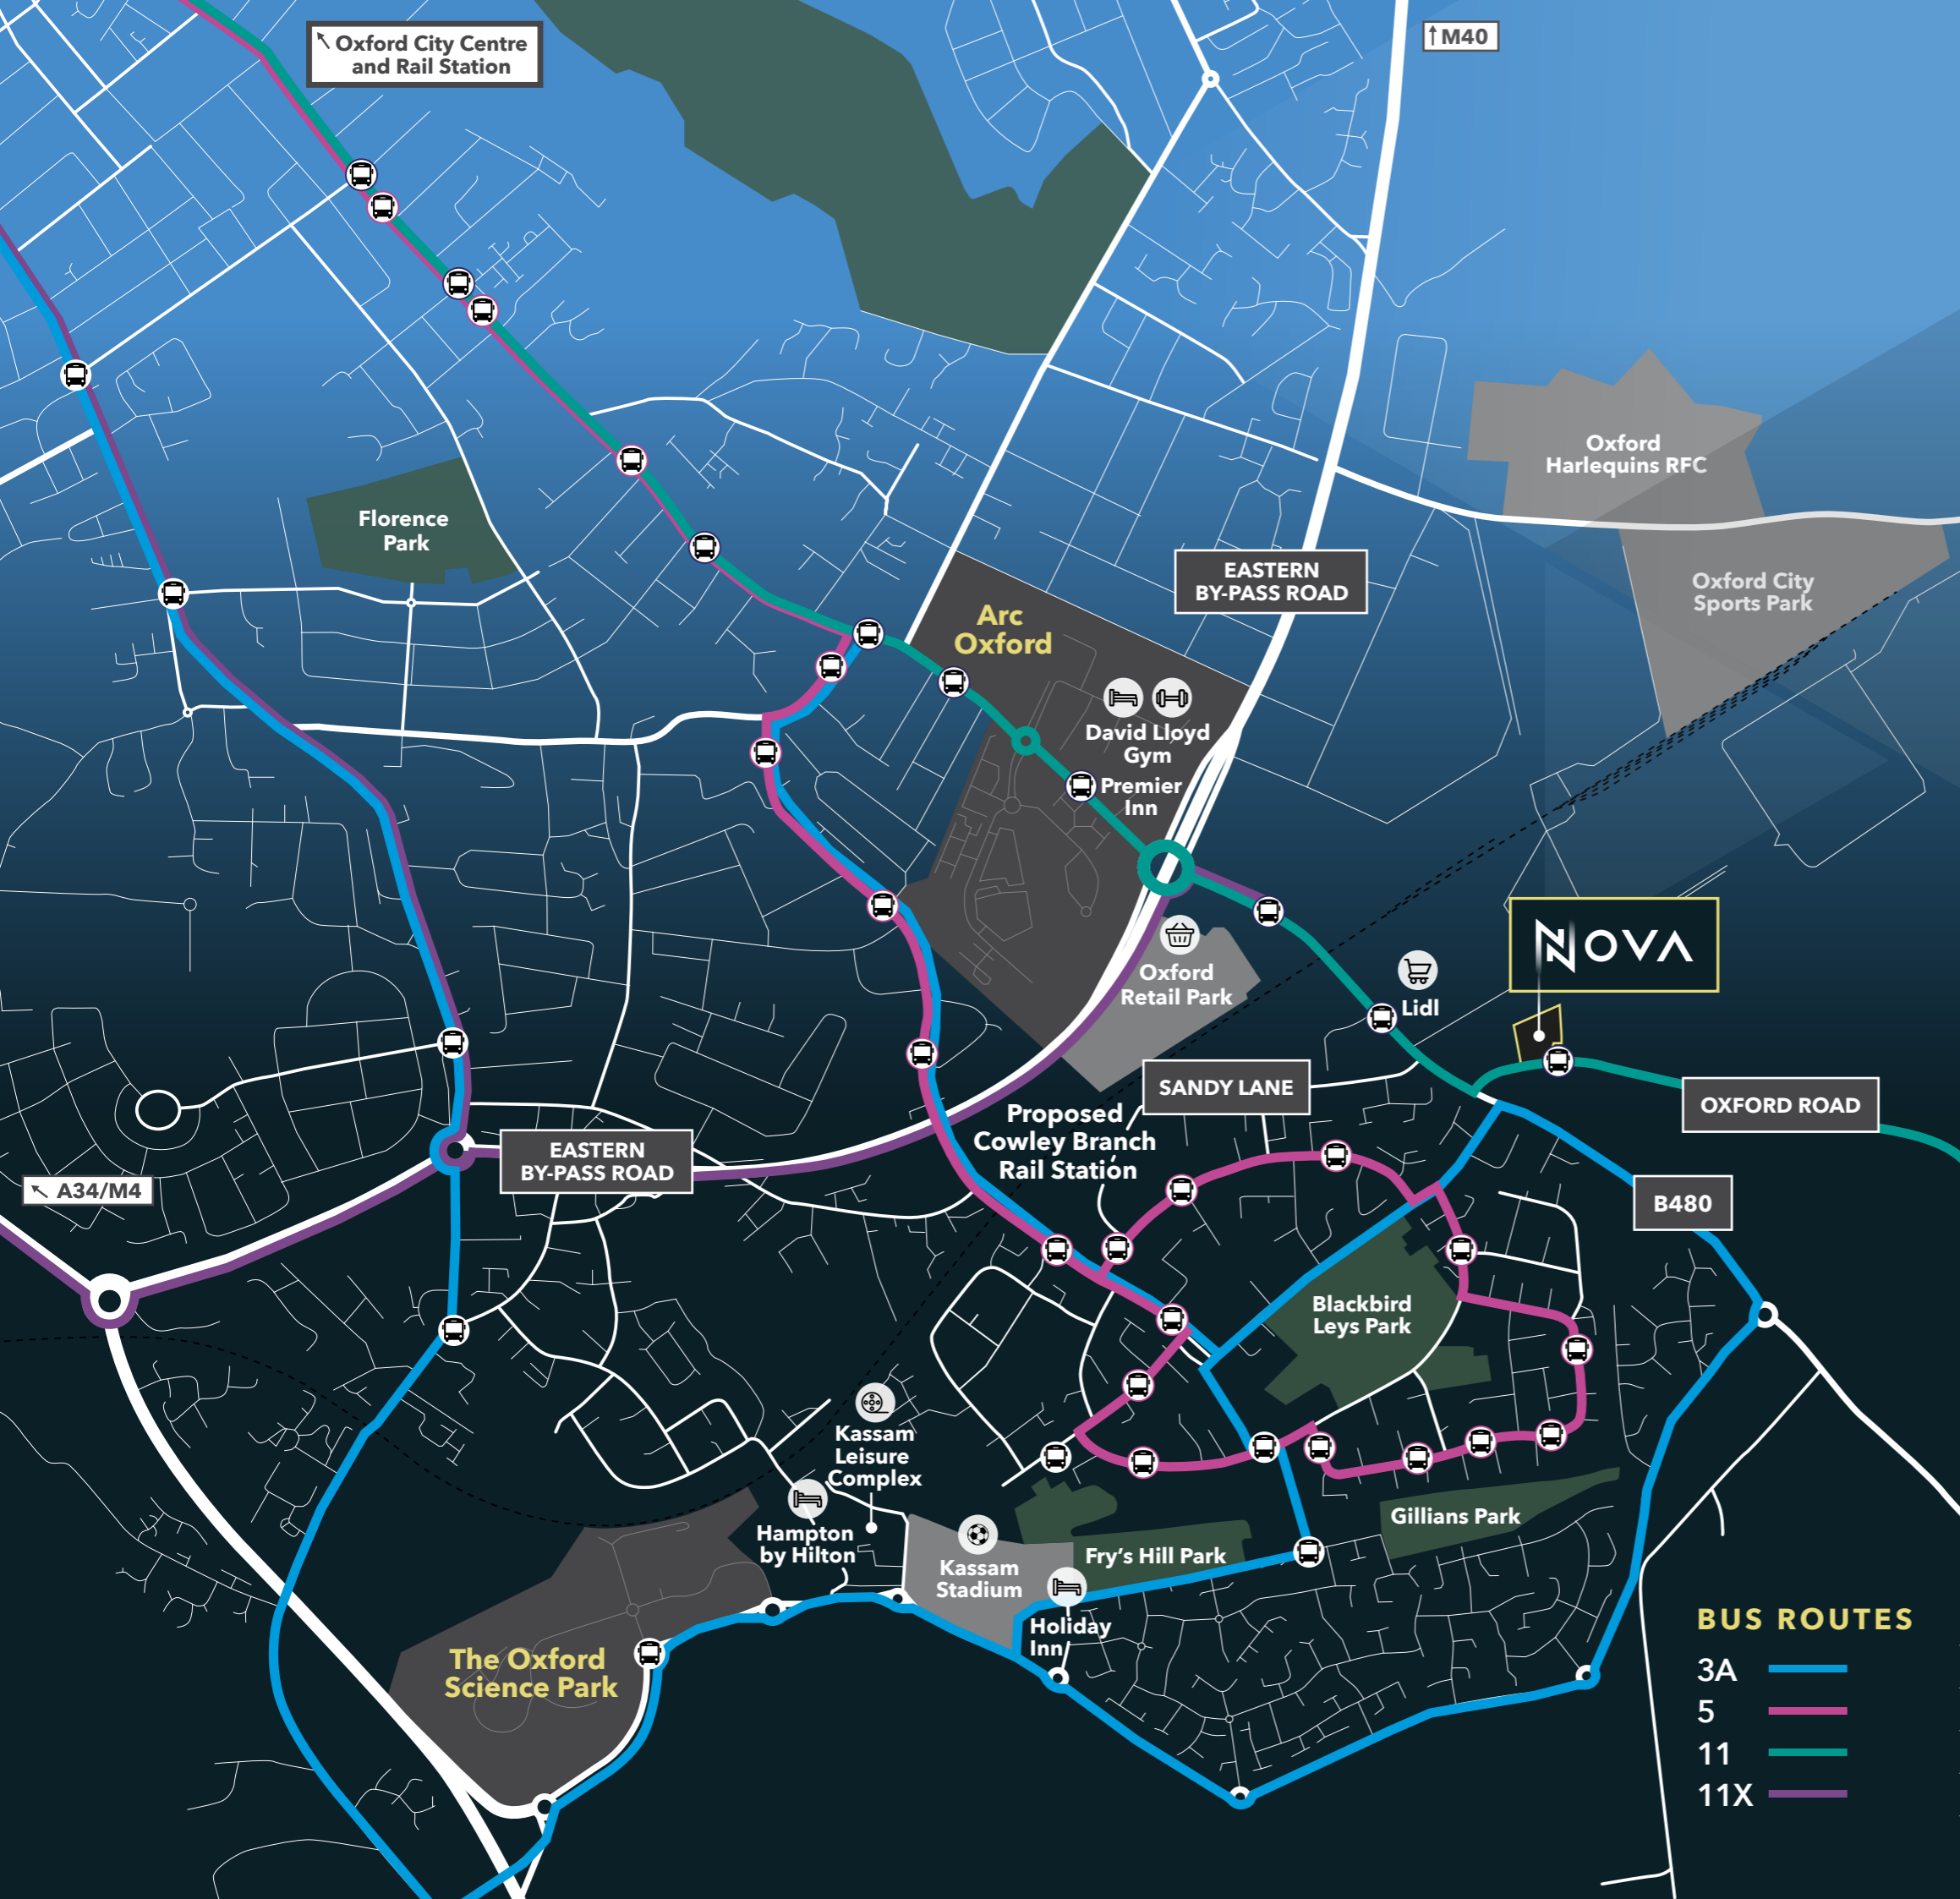 Oxford City Centre
and Rail Station
M40
Oxford
Harlequins RFC
Florence
Park
EASTERN
BY-PASS ROAD
Oxford City
Sports Park
Arc
Oxford
David Lloyd
Gym
Premier
Inn
NOVA
Oxford
Retail Park
Lidl
SANDY LANE
OXFORD ROAD
Proposed
Cowley Branch
Rail Station
EASTERN
BY-PASS ROAD
A34/M4
B480
Blackbird
Leys Park
Kassam
Leisure
Complex
Gillians Park
Hampton
by Hilton
Fry's Hill Park
Kassam
Stadium
Holiday
Inn
The Oxford
Science Park
BUS ROUTES
3A
5
11
11X